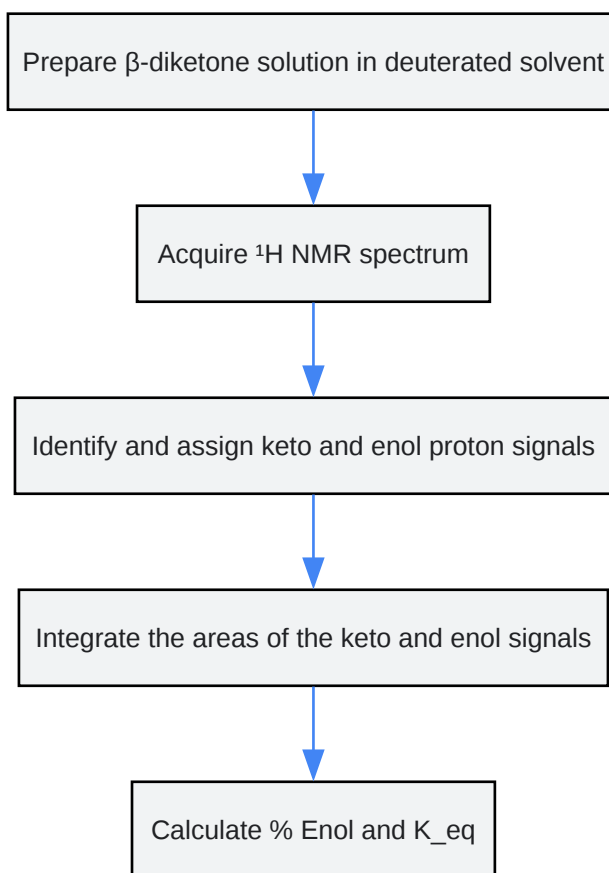 Prepare β-diketone solution in deuterated solvent
Acquire ¹H NMR spectrum
Identify and assign keto and enol proton signals
Integrate the areas of the keto and enol signals
Calculate % Enol and K_eq